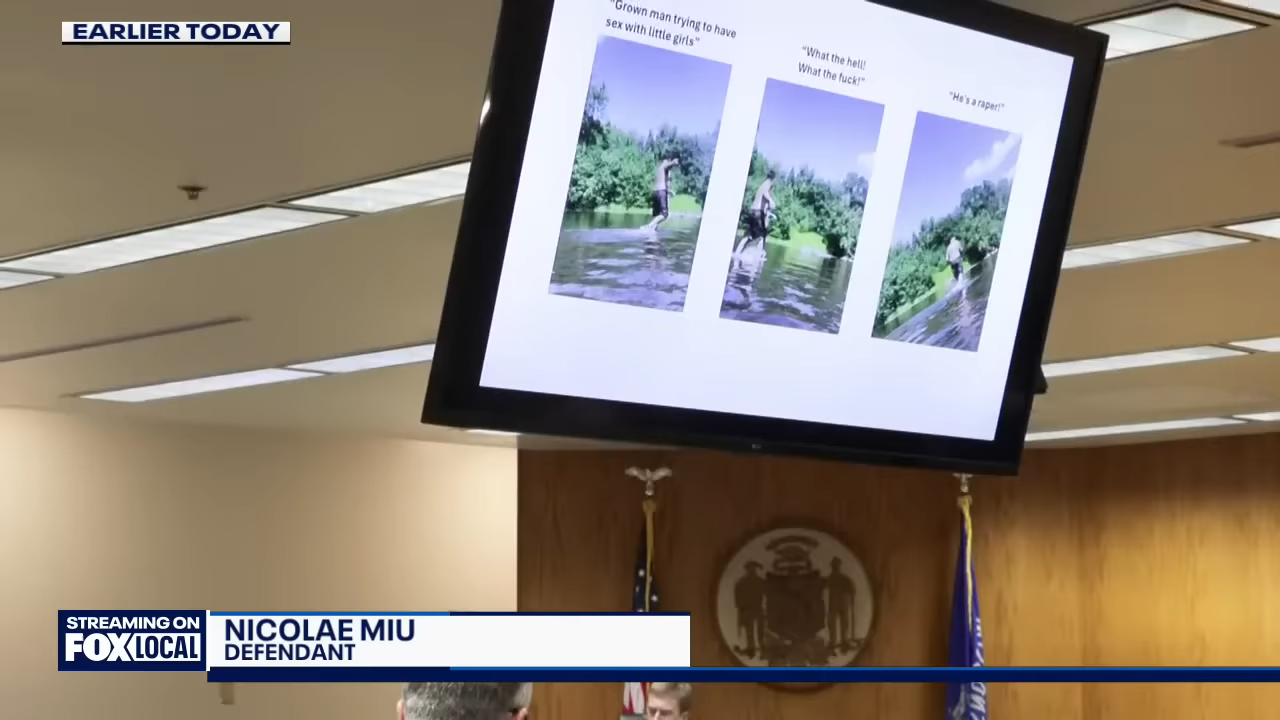 EARLIER TODAY
"Grown man trying to have
sex with little girls"
"What the hell!
What the fuck!"
"He's a raper!"
STREAMING ON
FOX LOCAL
NICOLAE MIU
DEFENDANT